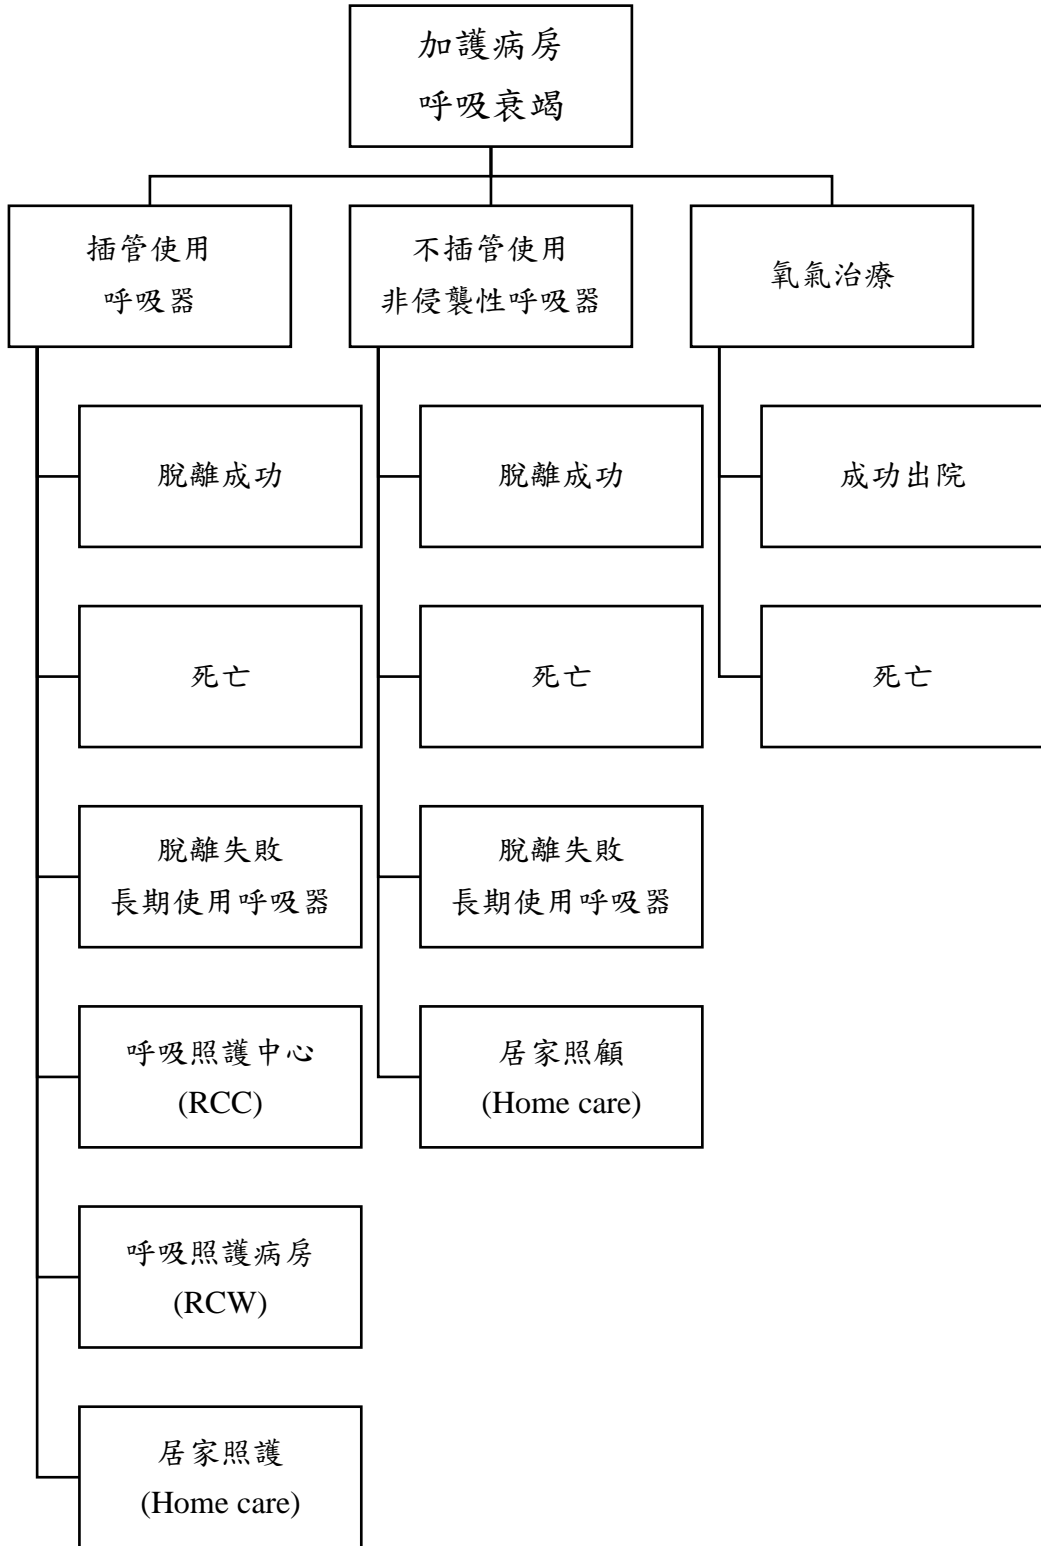 加護病房
呼吸衰竭
插管使用
呼吸器
不插管使用
非侵襲性呼吸器
氧氣治療
脫離成功
脫離成功
成功出院
死亡
死亡
死亡
脫離失敗
長期使用呼吸器
脫離失敗
長期使用呼吸器
呼吸照護中心
(RCC)
居家照顧
(Home care)
呼吸照護病房
(RCW)
居家照護
(Home care)